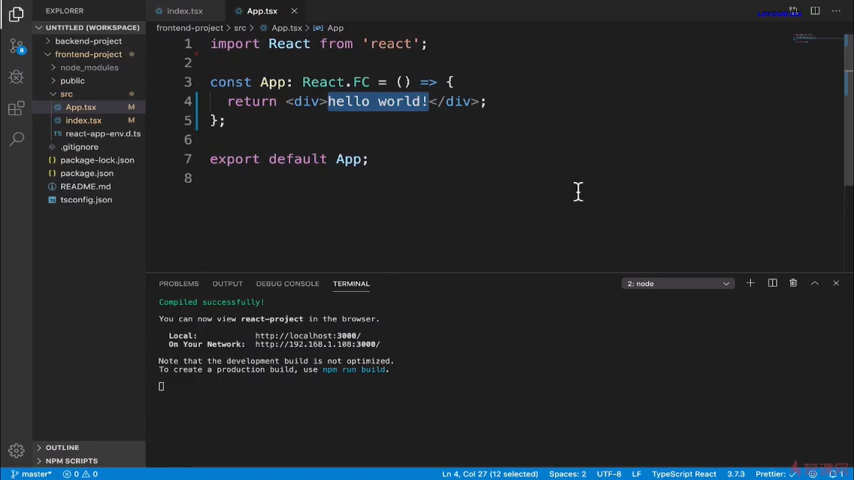 EXPLORER
index.tsx
App.tsx
UNTITLED (WORKSPACE)
backend-project
frontend-project
node_modules
public
src
App.tsx M
index.tsx M
react-app-env.d.ts
.gitignore
package-lock.json
package.json
README.md
tsconfig.json
OUTLINE
NPM SCRIPTS
frontend-project > src > App.tsx > App
1 import React from 'react';
2
3 const App: React.FC = () => {
4 return <div>hello world!</div>;
5 };
6
7 export default App;
8
PROBLEMS OUTPUT DEBUG CONSOLE TERMINAL 2: node
Compiled successfully!
You can now view react-project in the browser.
Local: http://localhost:3000/
On Your Network: http://192.168.1.108:3000/
Note that the development build is not optimized.
To create a production build, use npm run build.
master* 0 0 Ln 4, Col 27 (12 selected) Spaces: 2 UTF-8 LF TypeScript React 3.7.3 Prettier: ✓ 1